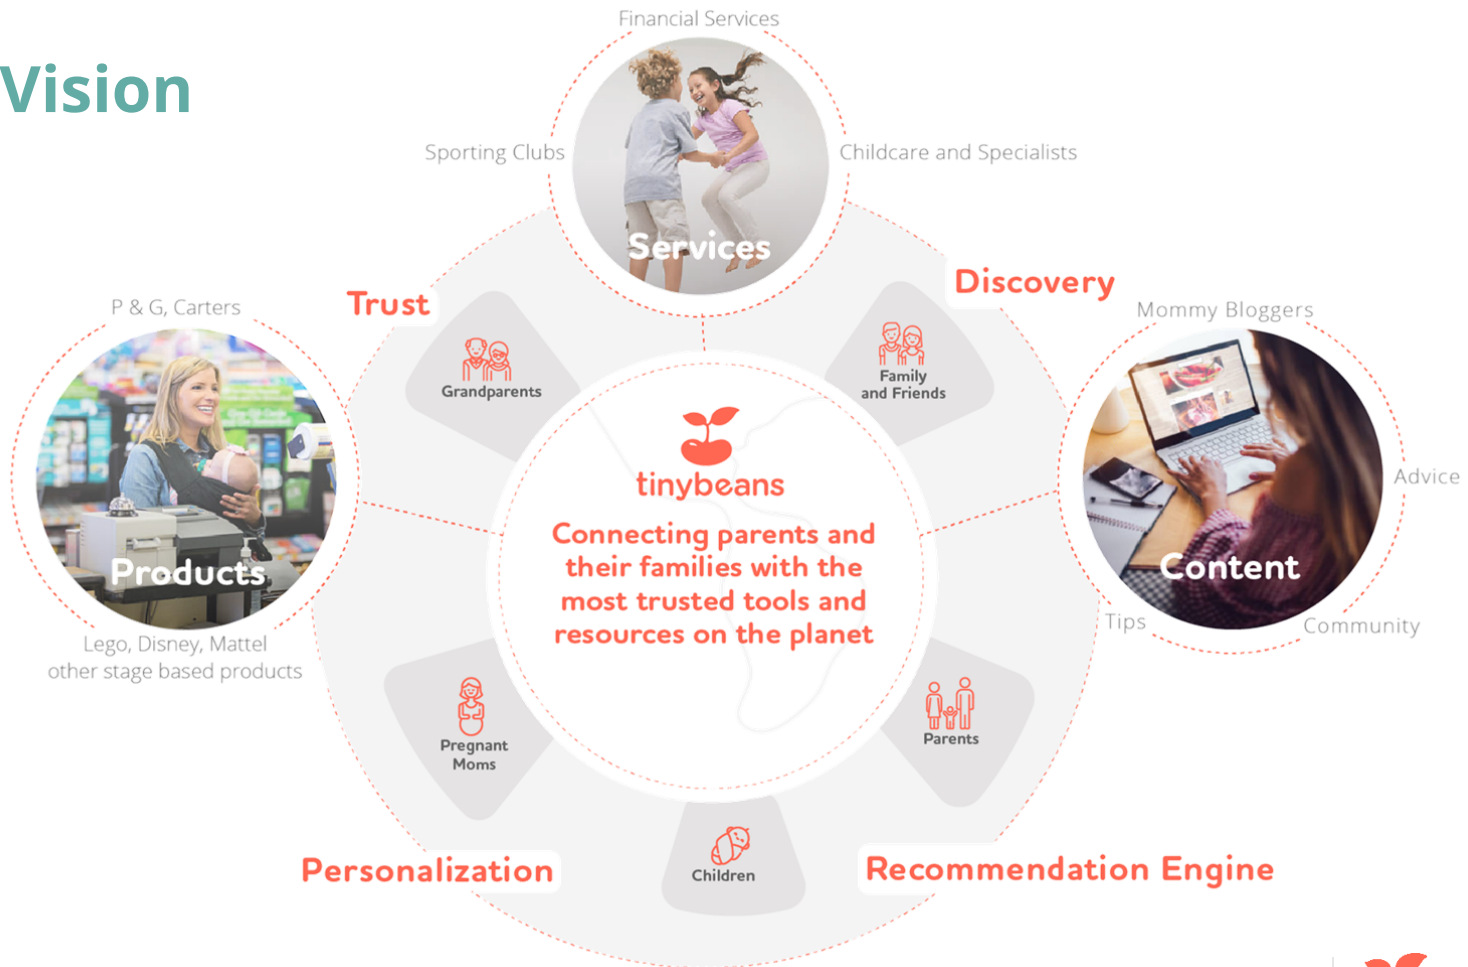 Vision
Financial Services
Sporting Clubs
Childcare and Specialists
Services
Trust
Discovery
P & G, Carters
Mommy Bloggers
Grandparents
Family
and Friends
tinybeans
Connecting parents and
their families with the
most trusted tools and
resources on the planet
Products
Content
Advice
Tips
Community
Lego, Disney, Mattel
other stage based products
Pregnant
Moms
Parents
Children
Personalization
Recommendation Engine